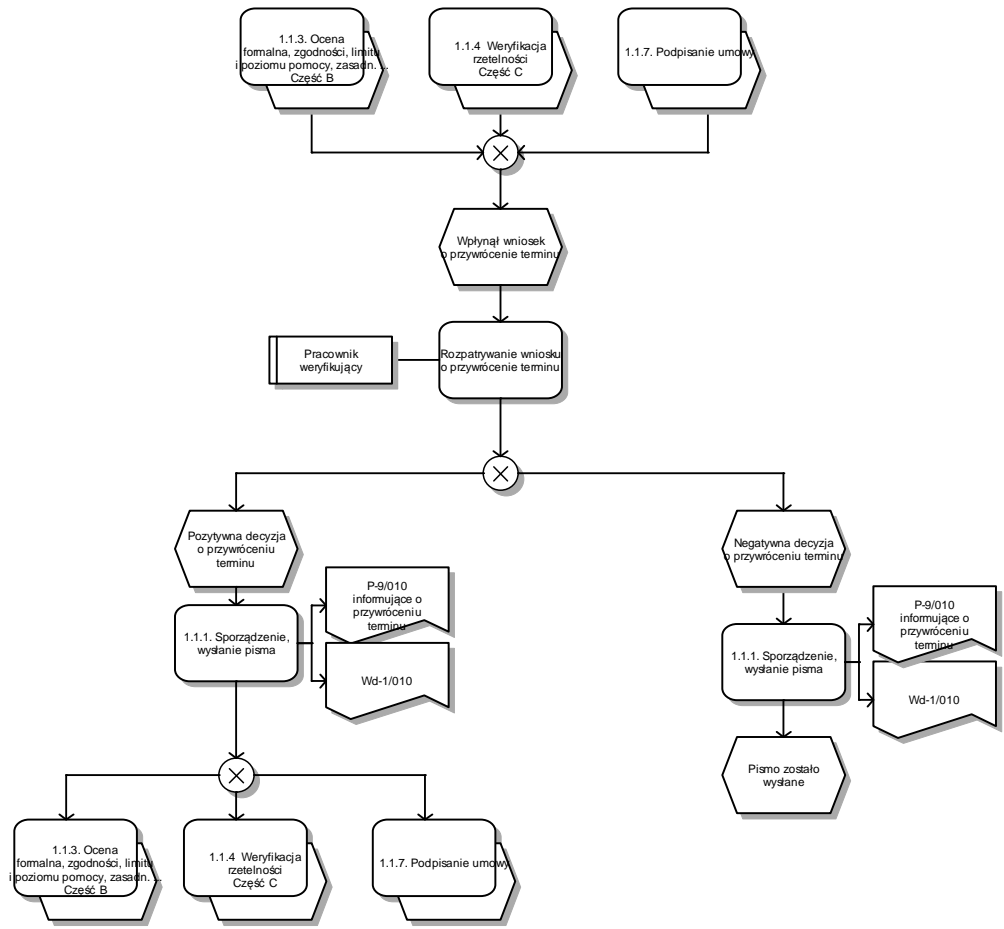 1.1.3. Ocena
formalna, zgodności, limitu
i poziomu pomocy, zasadn. ...
Część B
1.1.4 Weryfikacja
rzetelności
Część C
1.1.7. Podpisanie umowy
Wpłynął wniosek
o przywrócenie terminu
Pracownik
weryfikujący
Rozpatrywanie wniosku
o przywrócenie terminu
Pozytywna decyzja
o przywróceniu
terminu
Negatywna decyzja
o przywróceniu terminu
P-9/010
informujące o
przywróceniu
terminu
1.1.1. Sporządzenie,
wysłanie pisma
Wd-1/010
P-9/010
informujące o
przywróceniu
terminu
1.1.1. Sporządzenie,
wysłanie pisma
Wd-1/010
Pismo zostało
wysłane
1.1.3. Ocena
formalna, zgodności, limitu
i poziomu pomocy, zasadn. ...
Część B
1.1.4 Weryfikacja
rzetelności
Część C
1.1.7. Podpisanie umowy